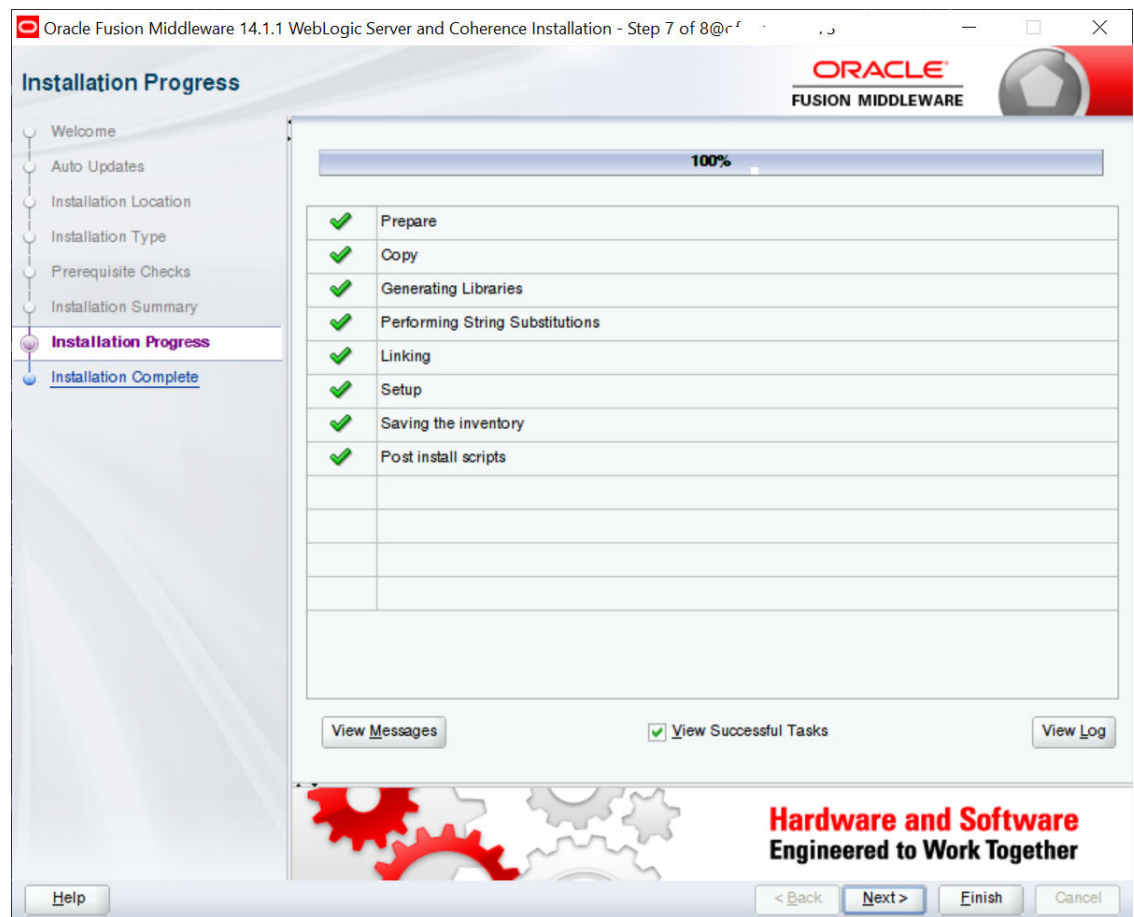 Oracle Fusion Middleware 14.1.1 WebLogic Server and Coherence Installation - Step 7 of 8
Installation Progress
ORACLE
FUSION MIDDLEWARE
Welcome
Auto Updates
Installation Location
Installation Type
Prerequisite Checks
Installation Summary
Installation Progress
Installation Complete
100%
Prepare
Copy
Generating Libraries
Performing String Substitutions
Linking
Setup
Saving the inventory
Post install scripts
View Messages
View Successful Tasks
View Log
Hardware and Software
Engineered to Work Together
Help
< Back
Next >
Finish
Cancel